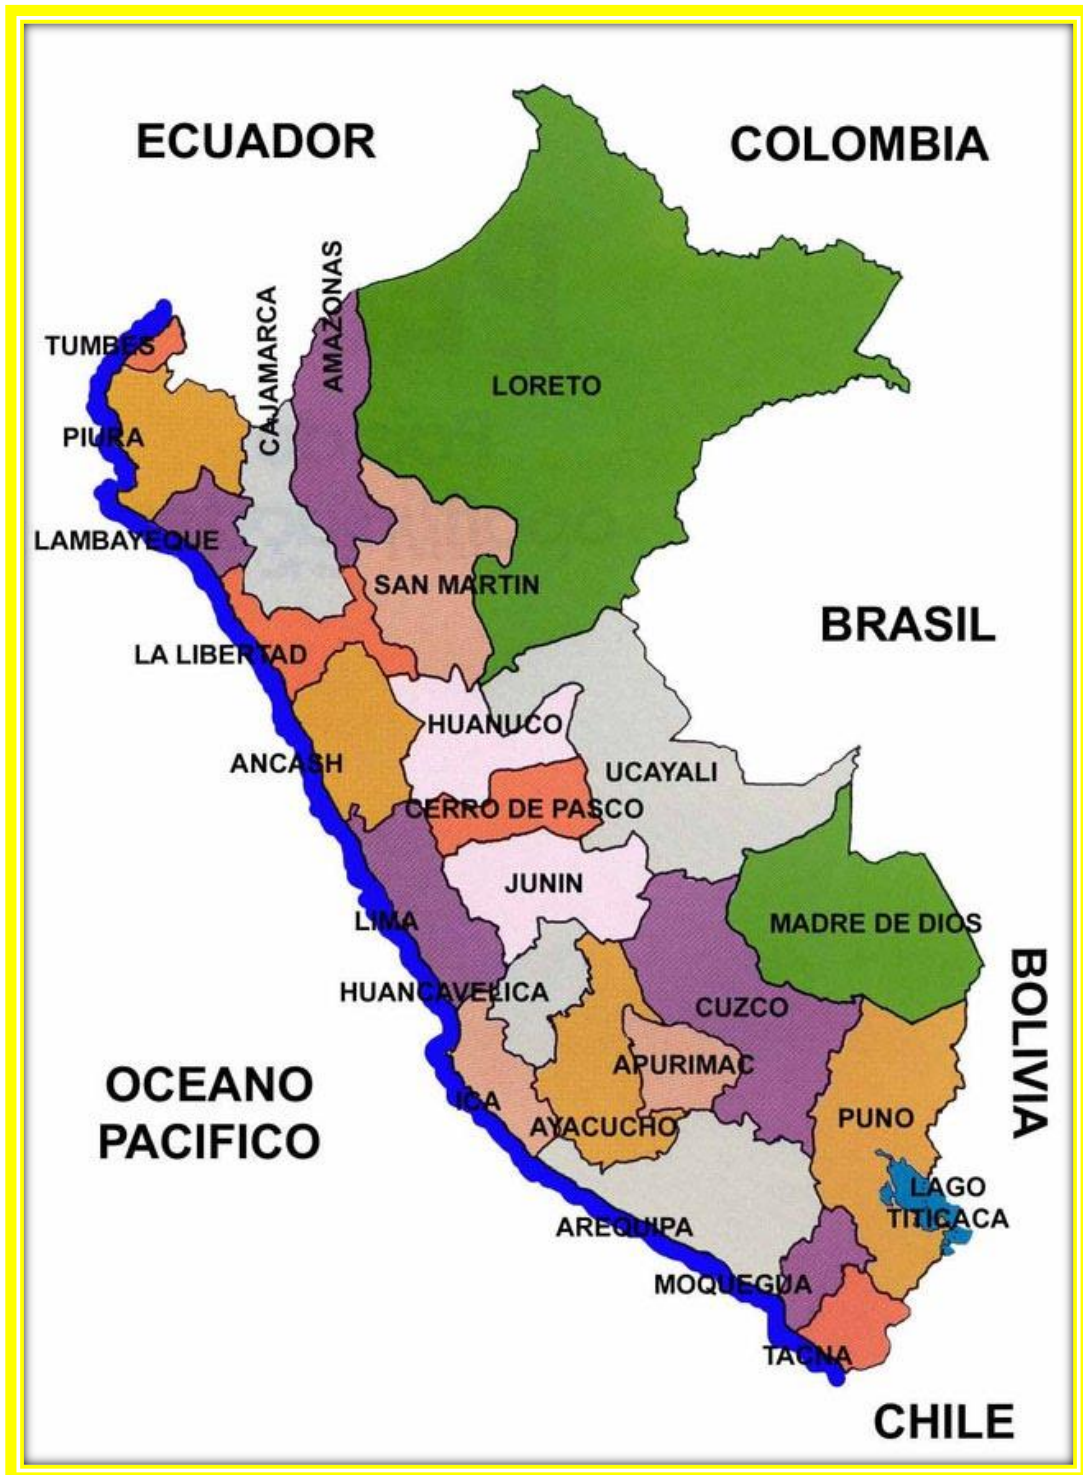 ECUADOR
COLOMBIA
AMAZONAS
CAJAMARCA
TUMBES
LORETO
PIURA
LAMBAYEQUE
SAN MARTIN
BRASIL
LA LIBERTAD
HUANUCO
ANCASH
UCAYALI
CERRO DE PASCO
JUNIN
LIMA
MADRE DE DIOS
HUANCAVELICA
CUZCO
BOLIVIA
APURIMAC
OCEANO
PACIFICO
ICA
AYACUCHO
PUNO
LAGO
TITICACA
AREQUIPA
MOQUEGUA
TACNA
CHILE